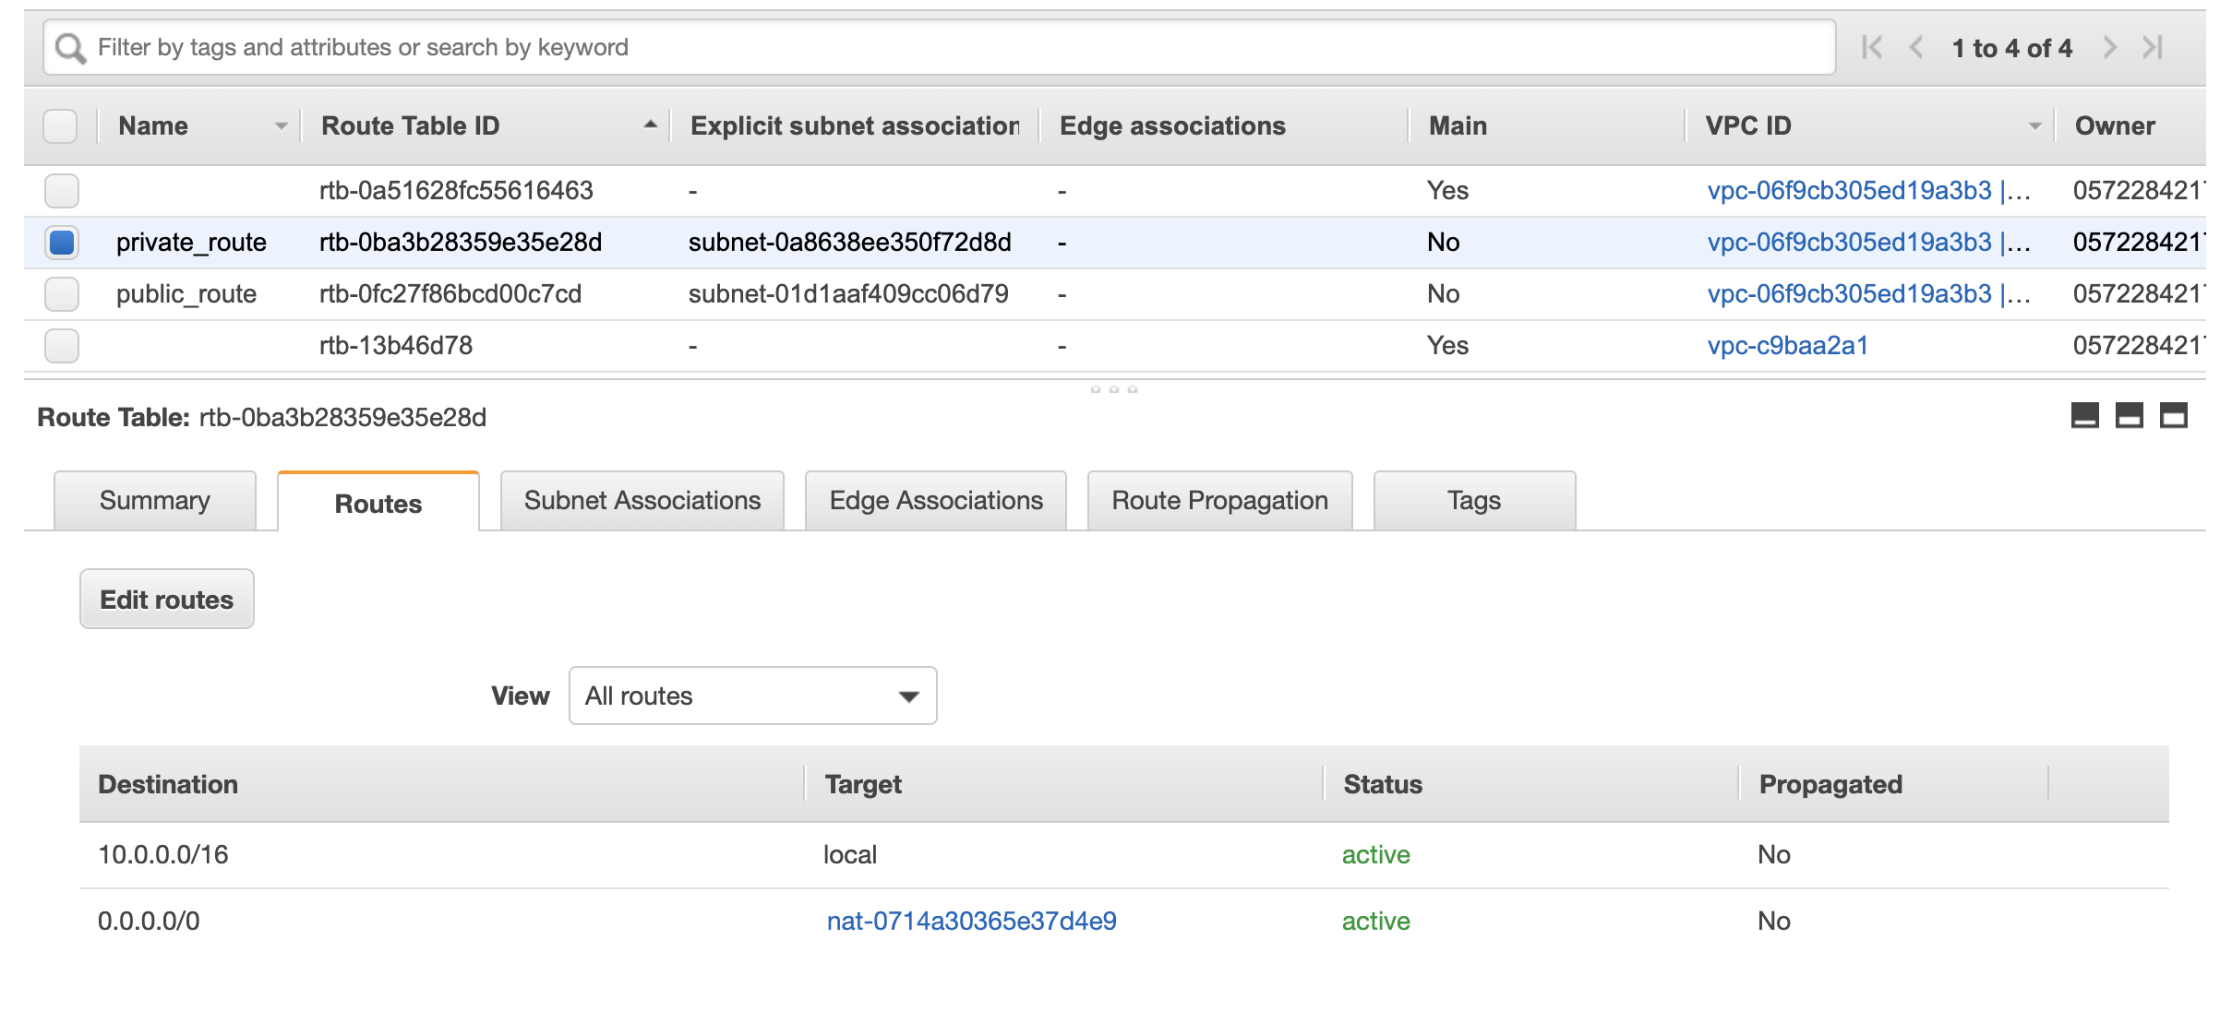 Filter by tags and attributes or search by keyword 1 to 4 of 4
Name Route Table ID Explicit subnet association Edge associations Main VPC ID Owner
rtb-0a51628fc55616463 - - Yes vpc-06f9cb305ed19a3b3 |... 057228421
private_route rtb-0ba3b28359e35e28d subnet-0a8638ee350f72d8d - No vpc-06f9cb305ed19a3b3 |... 057228421
public_route rtb-0fc27f86bcd00c7cd subnet-01d1aaf409cc06d79 - No vpc-06f9cb305ed19a3b3 |... 057228421
rtb-13b46d78 - - Yes vpc-c9baa2a1 057228421
Route Table: rtb-0ba3b28359e35e28d
Summary Routes Subnet Associations Edge Associations Route Propagation Tags
Edit routes
View All routes
Destination Target Status Propagated
10.0.0.0/16 local active No
0.0.0.0/0 nat-0714a30365e37d4e9 active No